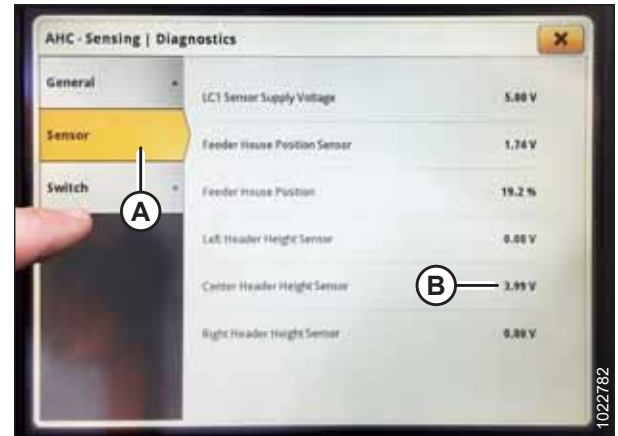 AHC - Sensing | Diagnostics
General
Sensor
Switch
LC1 Sensor Supply Voltage 5.00 V
Feeder House Position Sensor 1.74 V
Feeder House Position 19.2 %
Left Header Height Sensor 0.00 V
Center Header Height Sensor 3.99 V
Right Header Height Sensor 0.00 V
A
B
1022782